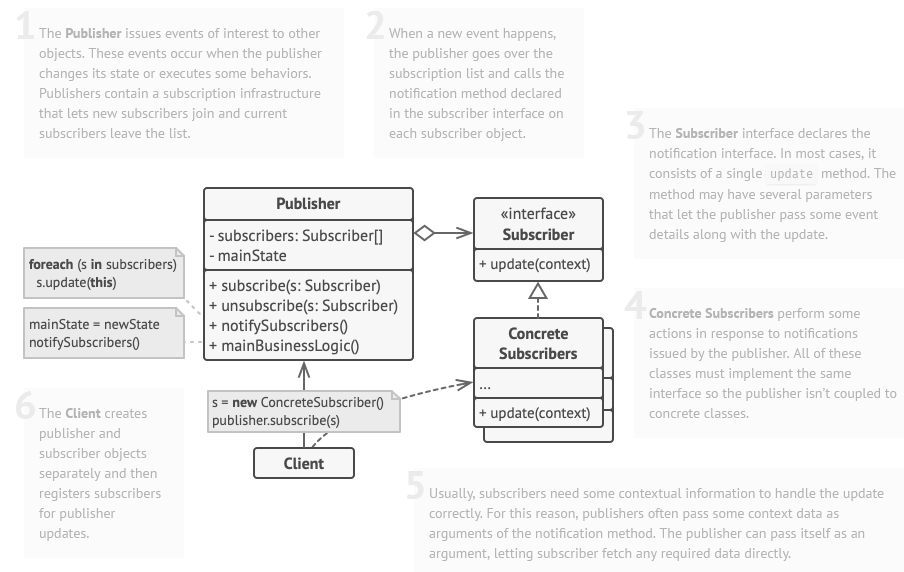 1
The Publisher issues events of interest to other
objects. These events occur when the publisher
changes its state or executes some behaviors.
Publishers contain a subscription infrastructure
that lets new subscribers join and current
subscribers leave the list.
2
When a new event happens,
the publisher goes over the
subscription list and calls the
notification method declared
in the subscriber interface on
each subscriber object.
3
The Subscriber interface declares the
notification interface. In most cases, it
consists of a single update method. The
method may have several parameters
that let the publisher pass some event
details along with the update.
Publisher
- subscribers: Subscriber[]
- mainState
+ subscribe(s: Subscriber)
+ unsubscribe(s: Subscriber)
+ notifySubscribers()
+ mainBusinessLogic()
«interface»
Subscriber
+ update(context)
foreach (s in subscribers)
s.update(this)
mainState = newState
notifySubscribers()
Concrete
Subscribers
...
+ update(context)
4
Concrete Subscribers perform some
actions in response to notifications
issued by the publisher. All of these
classes must implement the same
interface so the publisher isn't coupled to
concrete classes.
s = new ConcreteSubscriber()
publisher.subscribe(s)
Client
6
The Client creates
publisher and
subscriber objects
separately and then
registers subscribers
for publisher
updates.
5
Usually, subscribers need some contextual information to handle the update
correctly. For this reason, publishers often pass some context data as
arguments of the notification method. The publisher can pass itself as an
argument, letting subscriber fetch any required data directly.